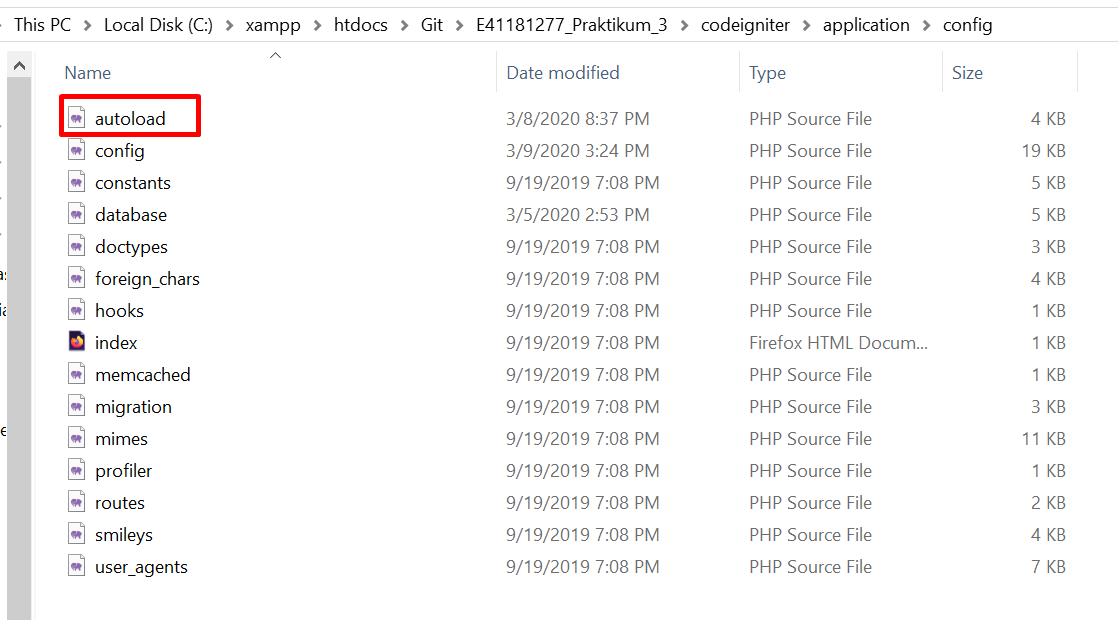 This PC > Local Disk (C:) > xampp > htdocs > Git > E41181277_Praktikum_3 > codeigniter > application > config
Name Date modified Type Size
autoload 3/8/2020 8:37 PM PHP Source File 4 KB
config 3/9/2020 3:24 PM PHP Source File 19 KB
constants 9/19/2019 7:08 PM PHP Source File 5 KB
database 3/5/2020 2:53 PM PHP Source File 5 KB
doctypes 9/19/2019 7:08 PM PHP Source File 3 KB
foreign_chars 9/19/2019 7:08 PM PHP Source File 4 KB
hooks 9/19/2019 7:08 PM PHP Source File 1 KB
index 9/19/2019 7:08 PM Firefox HTML Docum... 1 KB
memcached 9/19/2019 7:08 PM PHP Source File 1 KB
migration 9/19/2019 7:08 PM PHP Source File 3 KB
mimes 9/19/2019 7:08 PM PHP Source File 11 KB
profiler 9/19/2019 7:08 PM PHP Source File 1 KB
routes 9/19/2019 7:08 PM PHP Source File 2 KB
smileys 9/19/2019 7:08 PM PHP Source File 4 KB
user_agents 9/19/2019 7:08 PM PHP Source File 7 KB